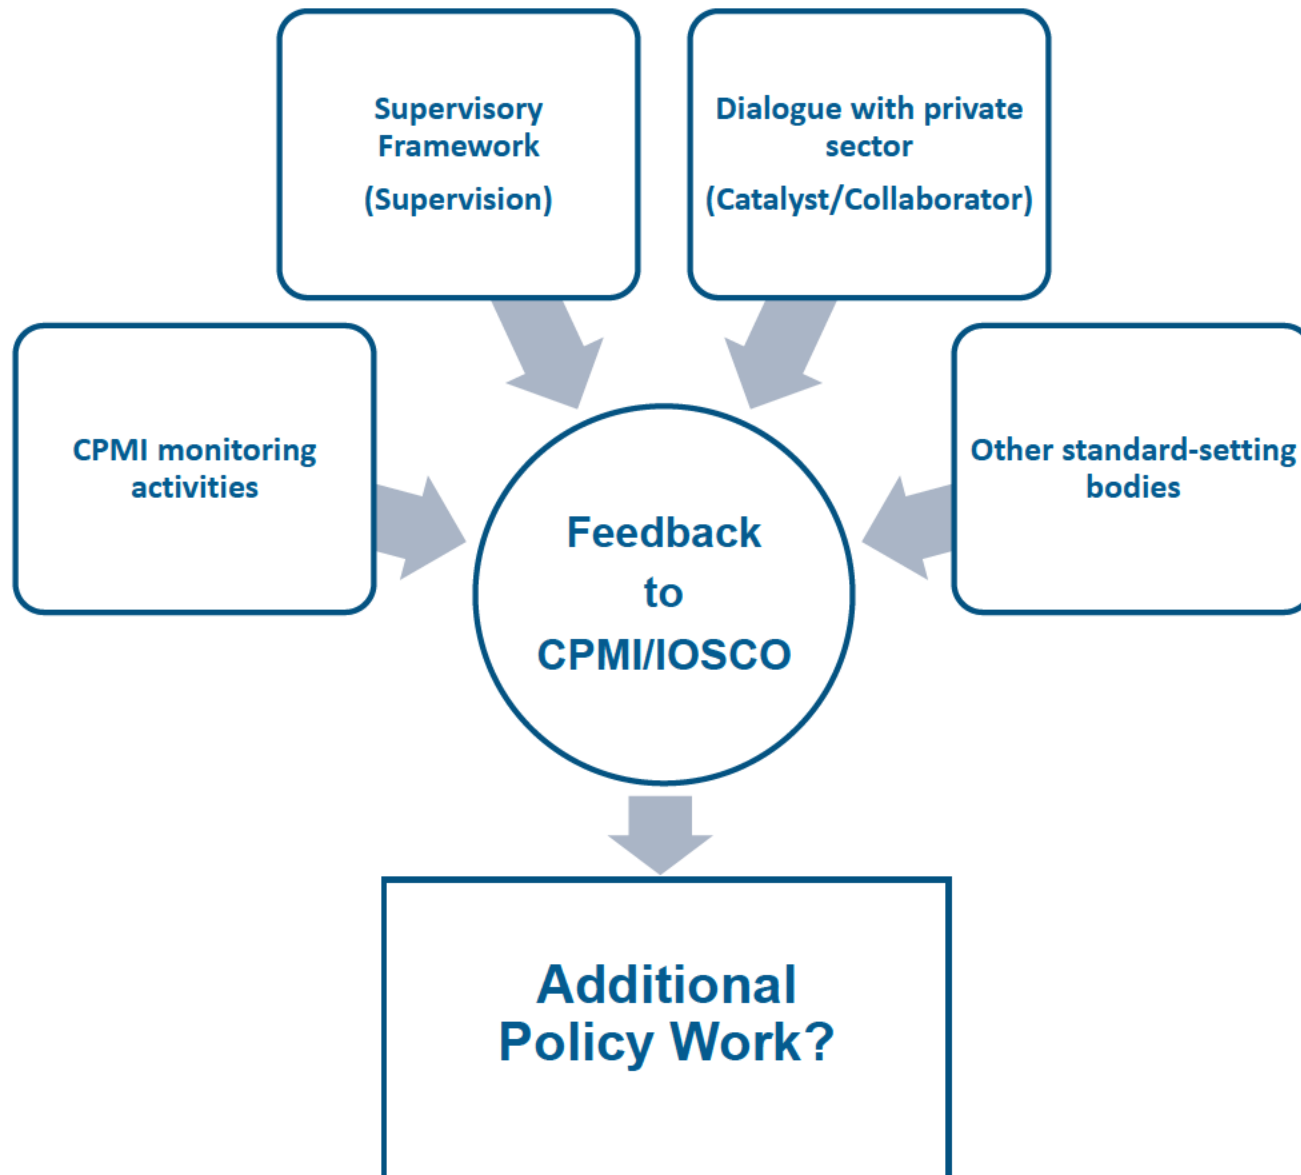 Supervisory
Framework
(Supervision)
Dialogue with private
sector
(Catalyst/Collaborator)
CPMI monitoring
activities
Other standard-setting
bodies
Feedback
to
CPMI/IOSCO
Additional
Policy Work?